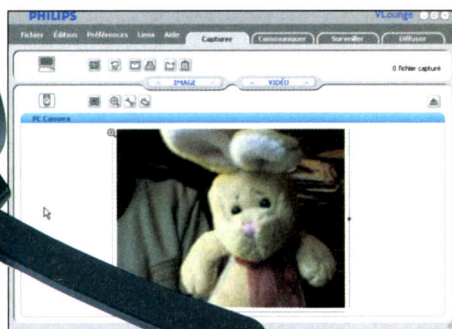 PHILIPS VLounge
Fichier Édition Préférences Liens Aide Capturer Communiquer Surveiller Diffuser
0 fichier capturé
IMAGE VIDÉO
PC Camera